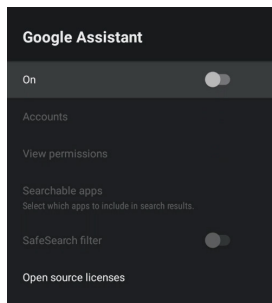 Google Assistant
On
Accounts
View permissions
Searchable apps
Select which apps to include in search results.
SafeSearch filter
Open source licenses